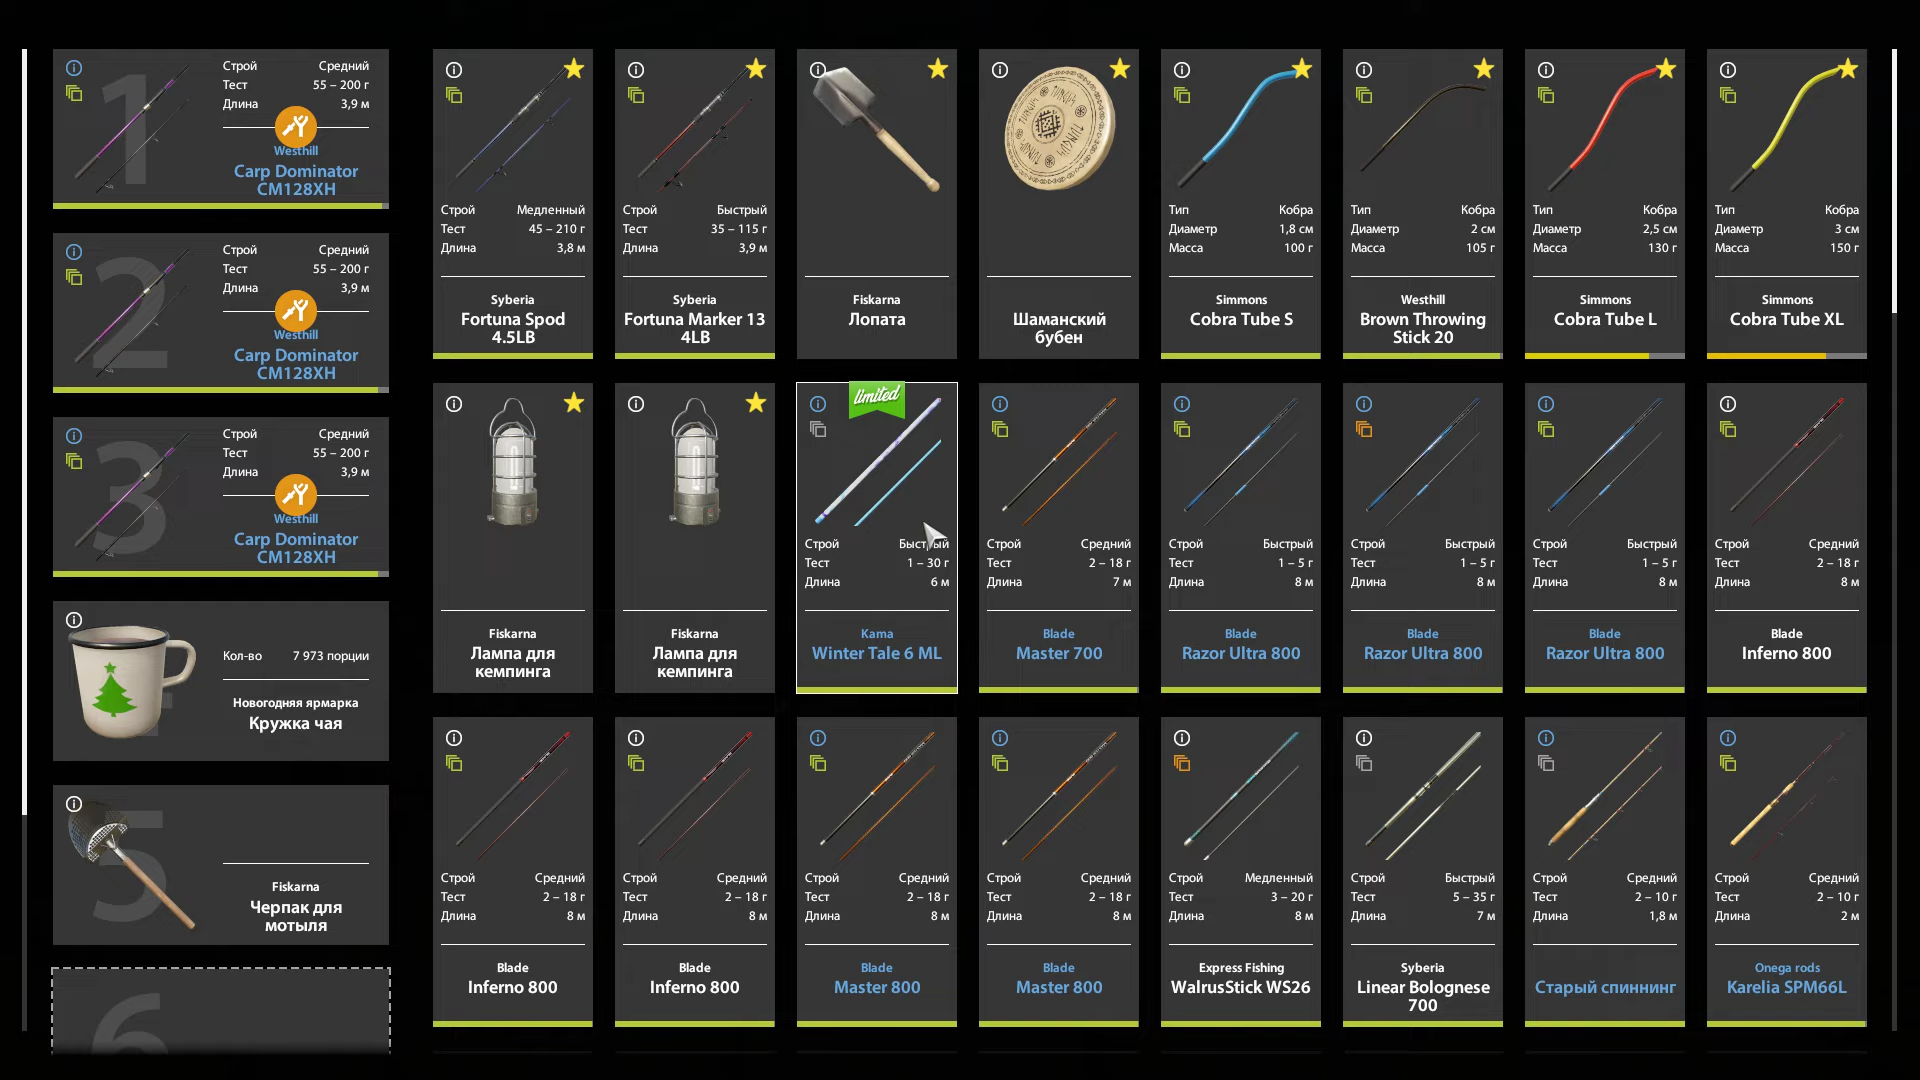 1
Строй Средний
Тест 55 – 200 г
Длина 3,9 м
Westhill
Carp Dominator
CM128XH
2
Строй Средний
Тест 55 – 200 г
Длина 3,9 м
Westhill
Carp Dominator
CM128XH
3
Строй Средний
Тест 55 – 200 г
Длина 3,9 м
Westhill
Carp Dominator
CM128XH
Кол-во 7 973 порции
Новогодняя ярмарка
Кружка чая
5
Fiskarna
Черпак для
мотыля
6
Строй Медленный
Тест 45 – 210 г
Длина 3,8 м
Syberia
Fortuna Spod
4.5LB
Строй Быстрый
Тест 35 – 115 г
Длина 3,9 м
Syberia
Fortuna Marker 13
4LB
Fiskarna
Лопата
Шаманский
бубен
Тип Кобра
Диаметр 1,8 см
Масса 100 г
Simmons
Cobra Tube S
Тип Кобра
Диаметр 2 см
Масса 105 г
Westhill
Brown Throwing
Stick 20
Тип Кобра
Диаметр 2,5 см
Масса 130 г
Simmons
Cobra Tube L
Тип Кобра
Диаметр 3 см
Масса 150 г
Simmons
Cobra Tube XL
Fiskarna
Лампа для
кемпинга
Fiskarna
Лампа для
кемпинга
limited
Строй Быстрый
Тест 1 – 30 г
Длина 6 м
Kama
Winter Tale 6 ML
Строй Средний
Тест 2 – 18 г
Длина 7 м
Blade
Master 700
Строй Быстрый
Тест 1 – 5 г
Длина 8 м
Blade
Razor Ultra 800
Строй Быстрый
Тест 1 – 5 г
Длина 8 м
Blade
Razor Ultra 800
Строй Быстрый
Тест 1 – 5 г
Длина 8 м
Blade
Razor Ultra 800
Строй Средний
Тест 2 – 18 г
Длина 8 м
Blade
Inferno 800
Строй Средний
Тест 2 – 18 г
Длина 8 м
Blade
Inferno 800
Строй Средний
Тест 2 – 18 г
Длина 8 м
Blade
Inferno 800
Строй Средний
Тест 2 – 18 г
Длина 8 м
Blade
Master 800
Строй Средний
Тест 2 – 18 г
Длина 8 м
Blade
Master 800
Строй Медленный
Тест 3 – 20 г
Длина 8 м
Express Fishing
WalrusStick WS26
Строй Быстрый
Тест 5 – 35 г
Длина 7 м
Syberia
Linear Bolognese
700
Строй Средний
Тест 2 – 10 г
Длина 1,8 м
Старый спиннинг
Строй Средний
Тест 2 – 10 г
Длина 2 м
Onega rods
Karelia SPM66L